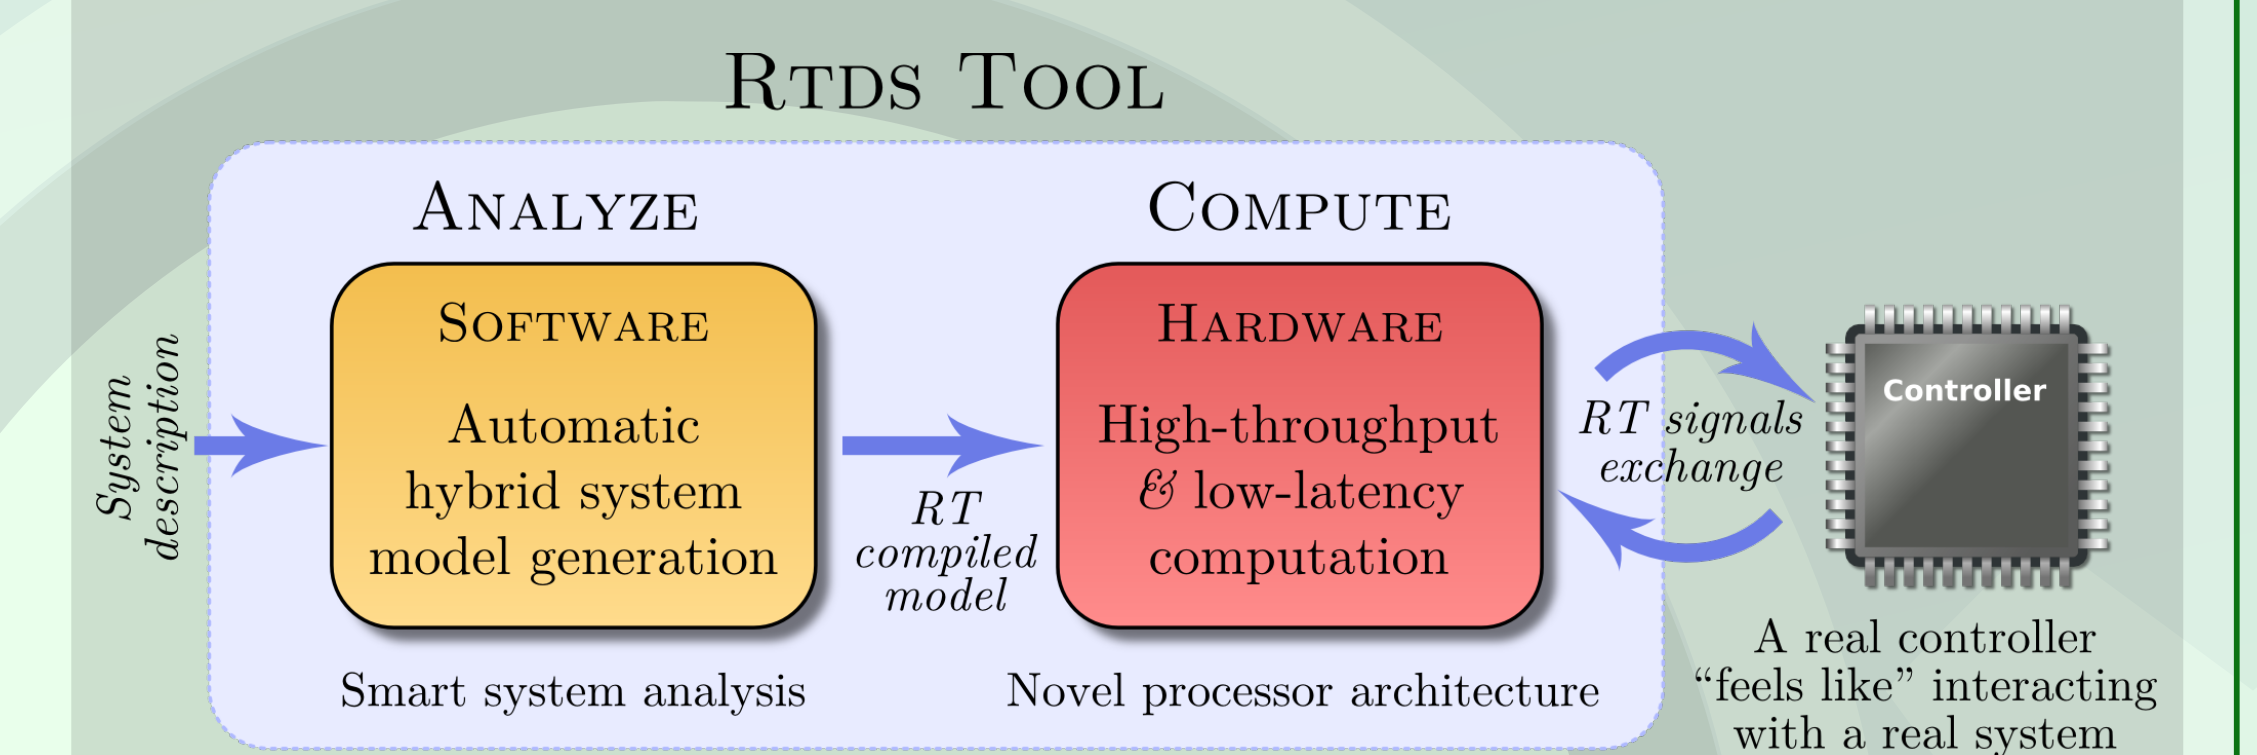 RTDS TOOL
ANALYZE
COMPUTE
SOFTWARE
Automatic
hybrid system
model generation
HARDWARE
High-throughput
& low-latency
computation
System
description
RT
compiled
model
RT signals
exchange
Controller
Smart system analysis
Novel processor architecture
A real controller
“feels like” interacting
with a real system